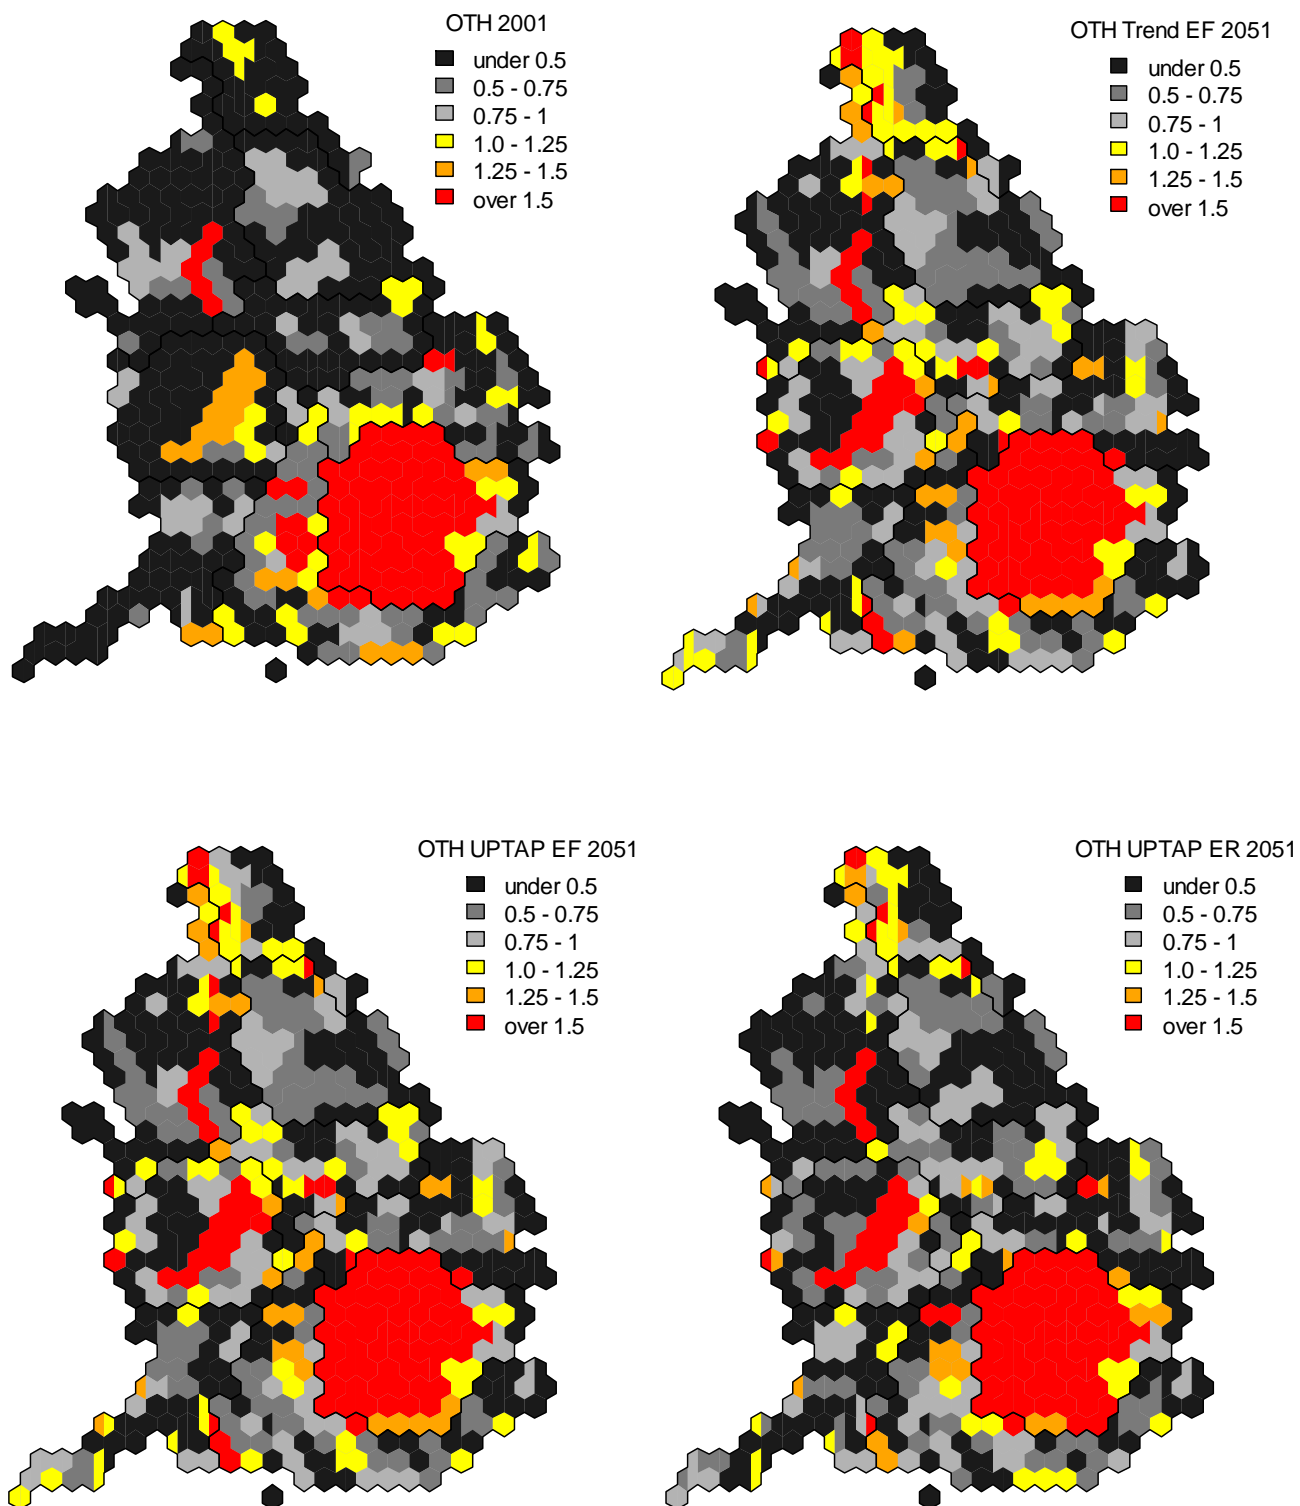 OTH 2001
under 0.5
0.5 - 0.75
0.75 - 1
1.0 - 1.25
1.25 - 1.5
over 1.5
OTH Trend EF 2051
under 0.5
0.5 - 0.75
0.75 - 1
1.0 - 1.25
1.25 - 1.5
over 1.5
OTH UPTAP EF 2051
under 0.5
0.5 - 0.75
0.75 - 1
1.0 - 1.25
1.25 - 1.5
over 1.5
OTH UPTAP ER 2051
under 0.5
0.5 - 0.75
0.75 - 1
1.0 - 1.25
1.25 - 1.5
over 1.5